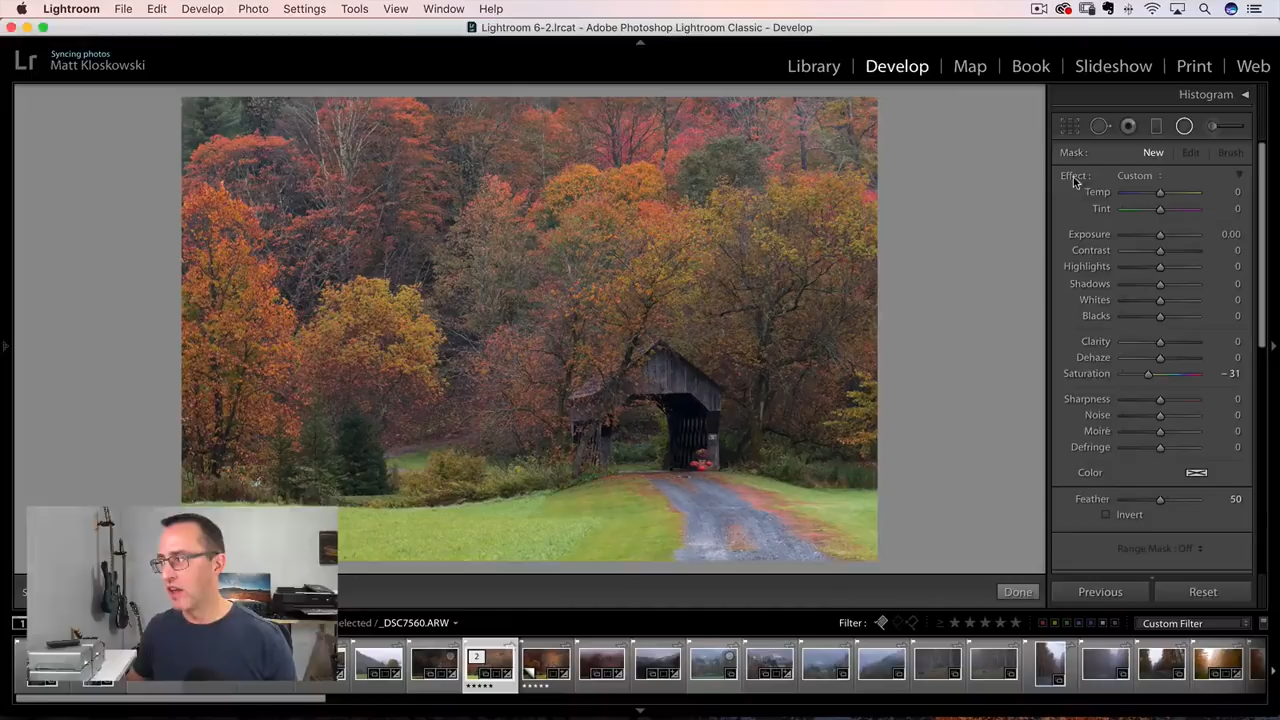 Lightroom File Edit Develop Photo Settings Tools View Window Help
Lightroom 6-2.lrcat - Adobe Photoshop Lightroom Classic - Develop
Lr
Syncing photos
Matt Kloskowski
Library Develop Map Book Slideshow Print Web
Histogram
Mask : New Edit Brush
Effect : Custom
Temp 0
Tint 0
Exposure 0.00
Contrast 0
Highlights 0
Shadows 0
Whites 0
Blacks 0
Clarity 0
Dehaze 0
Saturation – 31
Sharpness 0
Noise 0
Moiré 0
Defringe 0
Color
Feather 50
Invert
Range Mask : Off
Done
Previous Reset
1
selected / _DSC7560.ARW
Filter : Custom Filter
2